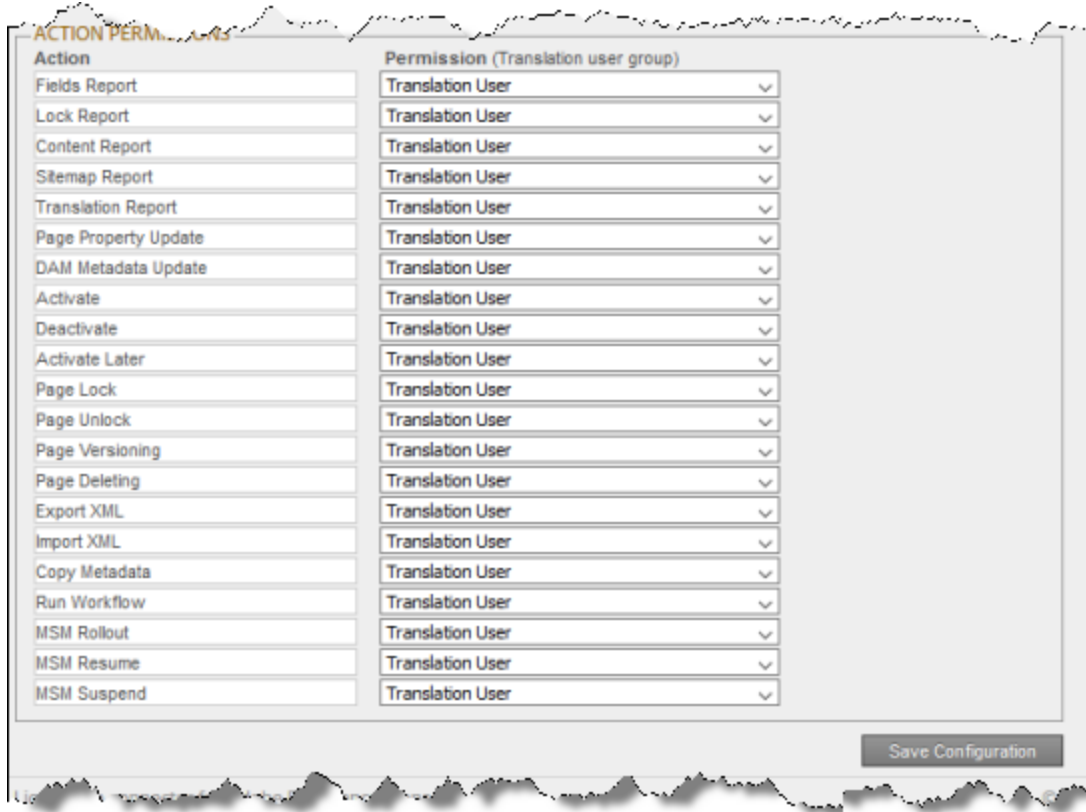 ACTION
Action Permission (Translation user group)
Fields Report Translation User
Lock Report Translation User
Content Report Translation User
Sitemap Report Translation User
Translation Report Translation User
Page Property Update Translation User
DAM Metadata Update Translation User
Activate Translation User
Deactivate Translation User
Activate Later Translation User
Page Lock Translation User
Page Unlock Translation User
Page Versioning Translation User
Page Deleting Translation User
Export XML Translation User
Import XML Translation User
Copy Metadata Translation User
Run Workflow Translation User
MSM Rollout Translation User
MSM Resume Translation User
MSM Suspend Translation User
Save Configuration